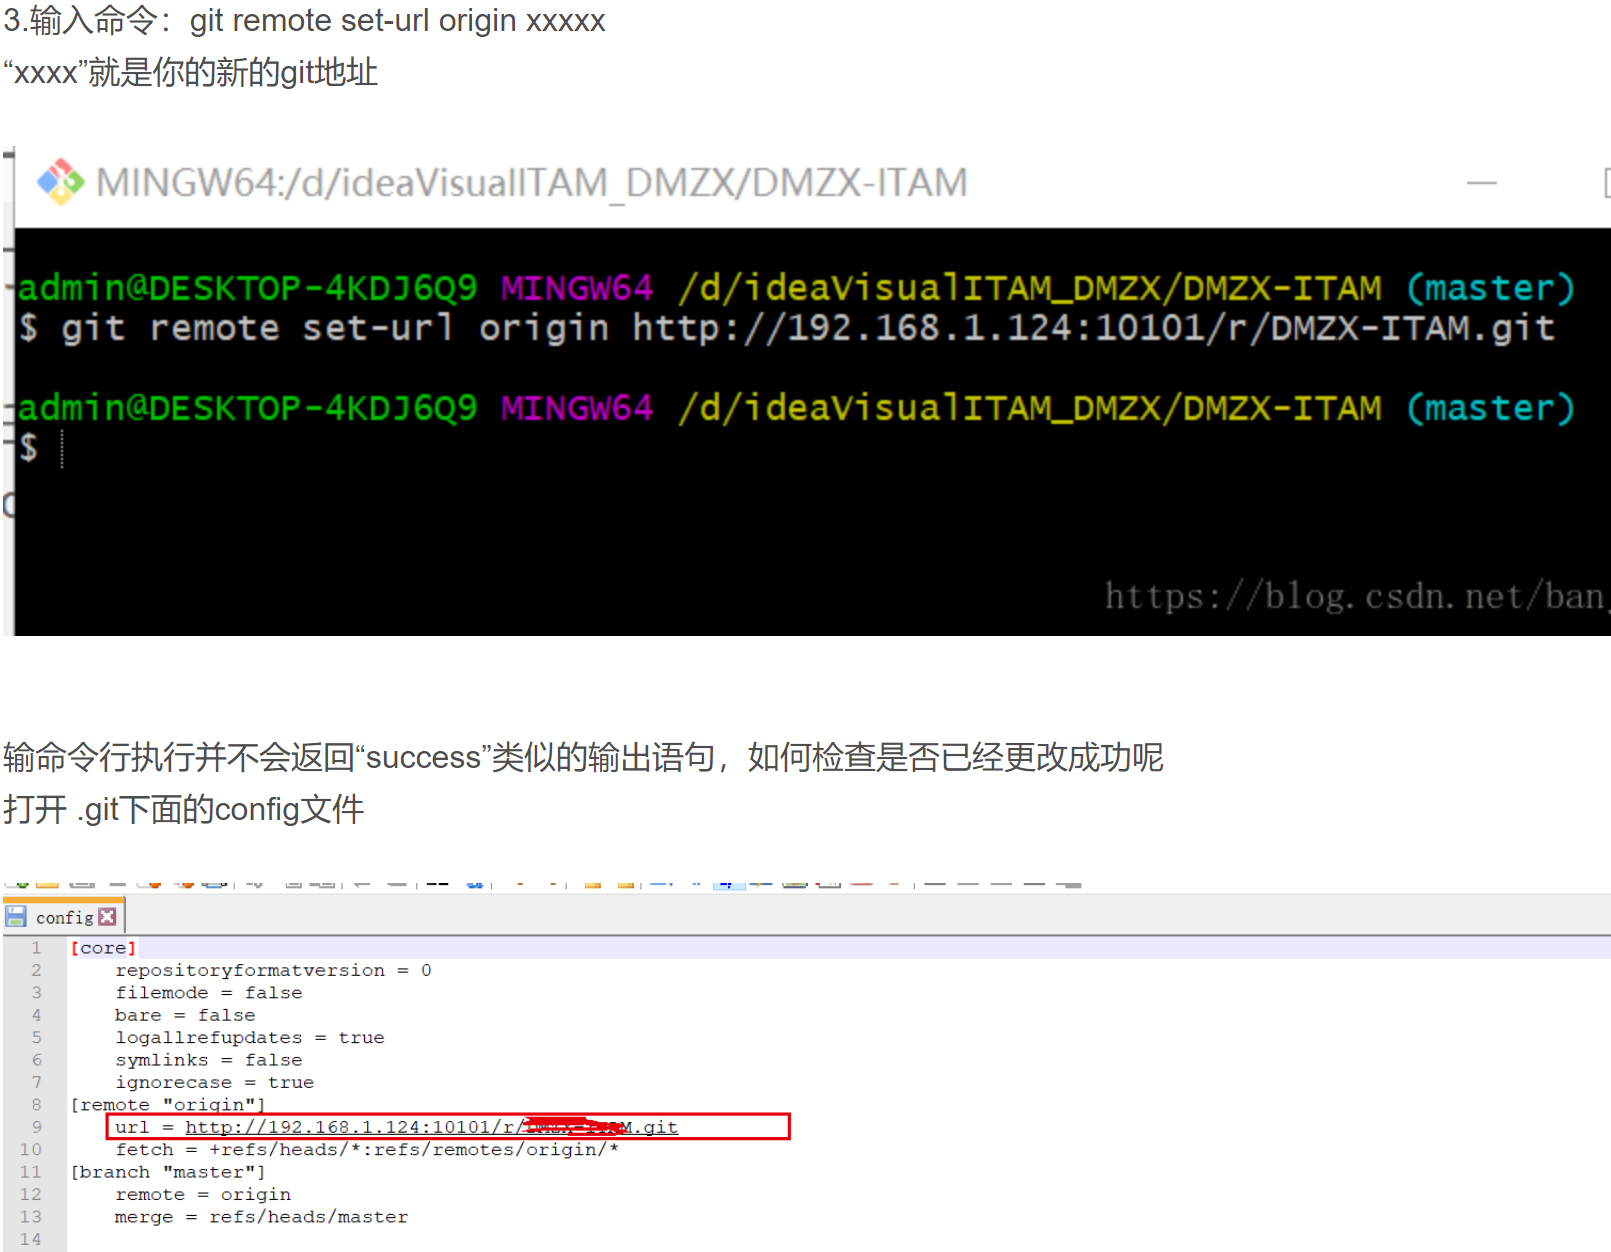 3.输入命令：git remote set-url origin xxxxx
“xxxx”就是你的新的git地址
MINGW64:/d/ideaVisualITAM_DMZX/DMZX-ITAM
admin@DESKTOP-4KDJ6Q9 MINGW64 /d/ideaVisualITAM_DMZX/DMZX-ITAM (master)
$ git remote set-url origin http://192.168.1.124:10101/r/DMZX-ITAM.git
admin@DESKTOP-4KDJ6Q9 MINGW64 /d/ideaVisualITAM_DMZX/DMZX-ITAM (master)
$
https://blog.csdn.net/ban
输命令行执行并不会返回“success”类似的输出语句，如何检查是否已经更改成功呢
打开 .git下面的config文件
config
1 [core]
2 repositoryformatversion = 0
3 filemode = false
4 bare = false
5 logallrefupdates = true
6 symlinks = false
7 ignorecase = true
8 [remote "origin"]
9 url = http://192.168.1.124:10101/r/ M.git
10 fetch = +refs/heads/*:refs/remotes/origin/*
11 [branch "master"]
12 remote = origin
13 merge = refs/heads/master
14